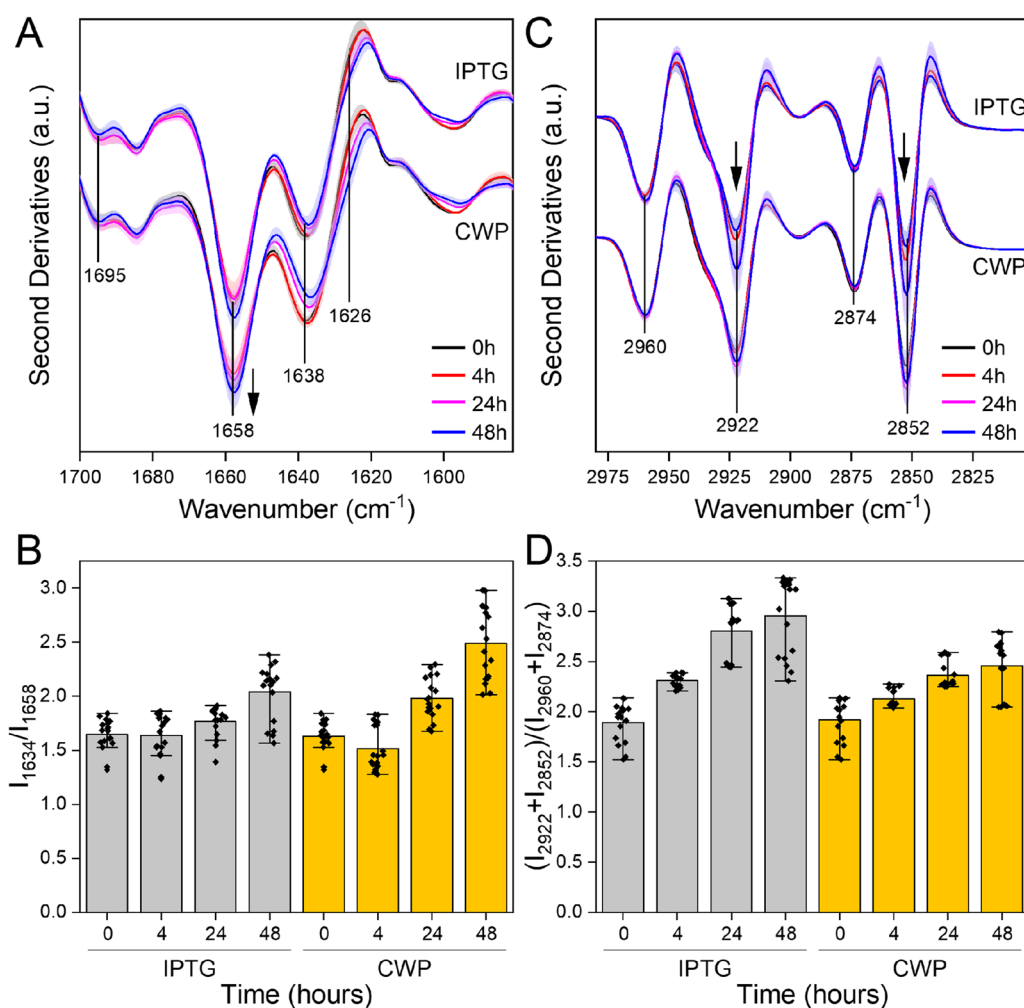 A
IPTG
CWP
1695
1658
1638
1626
0h
4h
24h
48h
Second Derivatives (a.u.)
1700 1680 1660 1640 1620 1600
Wavenumber (cm-1)
C
IPTG
CWP
2960
2922
2874
2852
0h
4h
24h
48h
Second Derivatives (a.u.)
2975 2950 2925 2900 2875 2850 2825
Wavenumber (cm-1)
B
I1634/I1658
3.0
2.5
2.0
1.5
1.0
0.5
0.0
0 4 24 48 0 4 24 48
IPTG CWP
Time (hours)
D
(I2922+I2852)/(I2960+I2874)
3.5
3.0
2.5
2.0
1.5
1.0
0.5
0.0
0 4 24 48 0 4 24 48
IPTG CWP
Time (hours)